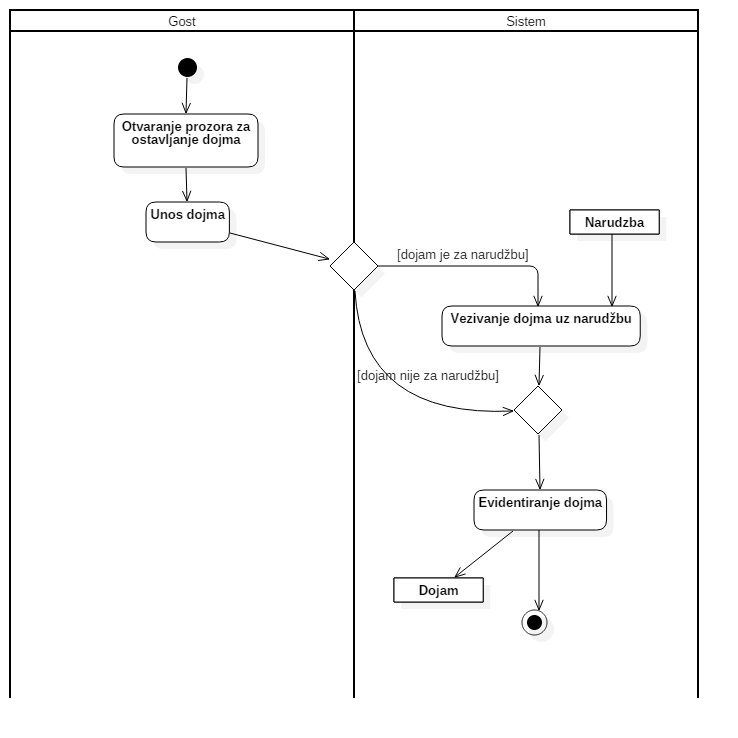 Gost
Sistem
Otvaranje prozora za
ostavljanje dojma
Unos dojma
Narudzba
[dojam je za narudžbu]
Vezivanje dojma uz narudžbu
[dojam nije za narudžbu]
Evidentiranje dojma
Dojam